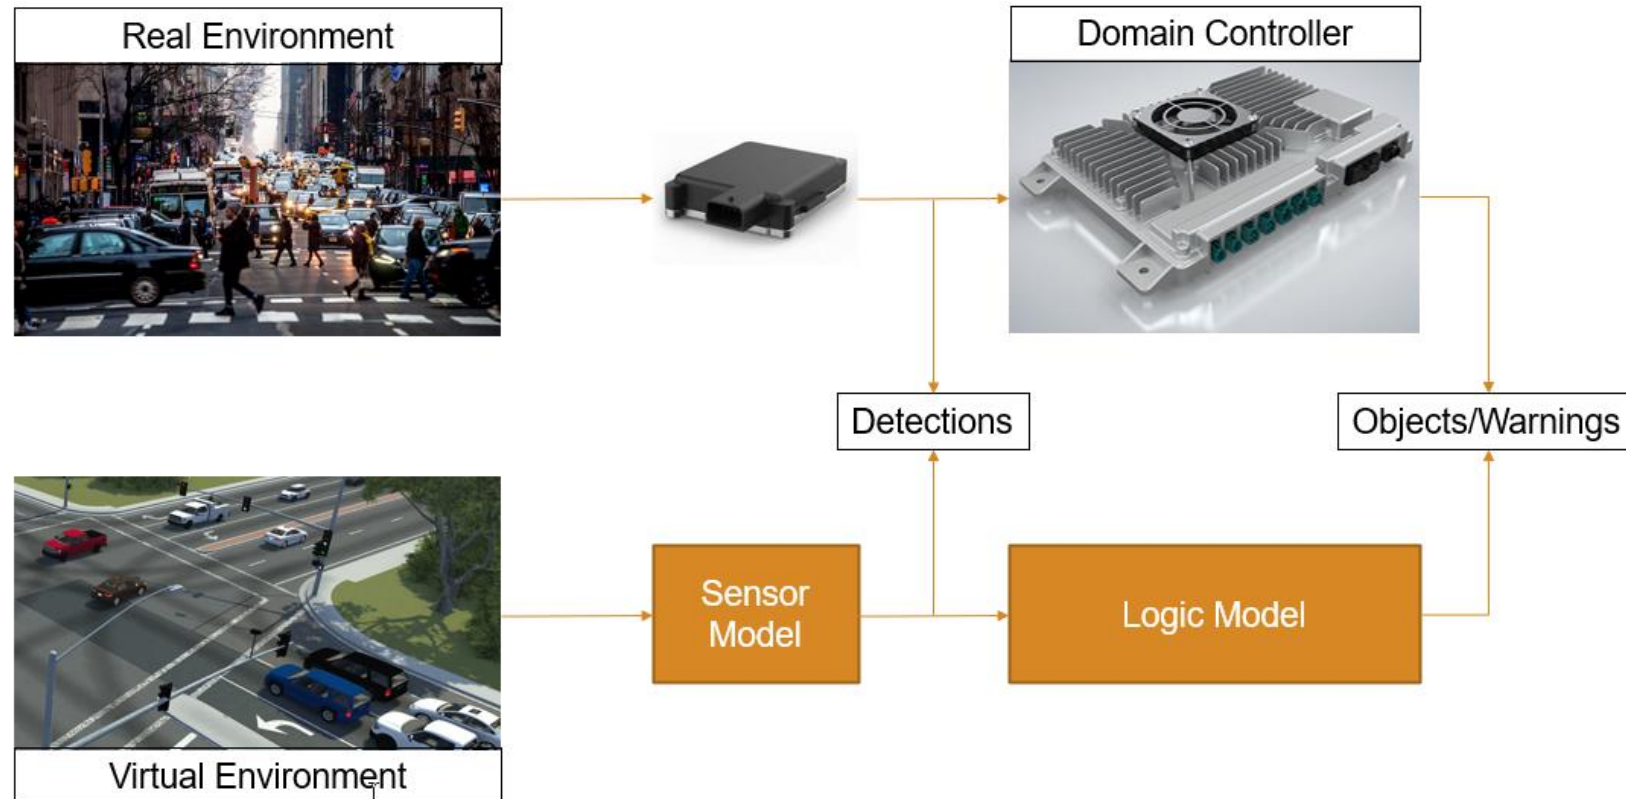 Real Environment
Domain Controller
Detections
Objects/Warnings
Sensor
Model
Logic Model
Virtual Environment